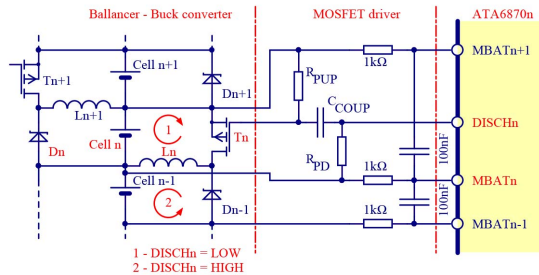 Ballancer - Buck converter
MOSFET driver
ATA6870n
Cell n+1
Tn+1
Dn+1
Ln+1
RPUP
CCOUP
1kΩ
MBATn+1
DISCHn
Dn
Cell n
1
Ln
Tn
RPD
1kΩ
100nF
MBATn
Cell n-1
2
Dn-1
1kΩ
100nF
MBATn-1
1 - DISCHn = LOW
2 - DISCHn = HIGH